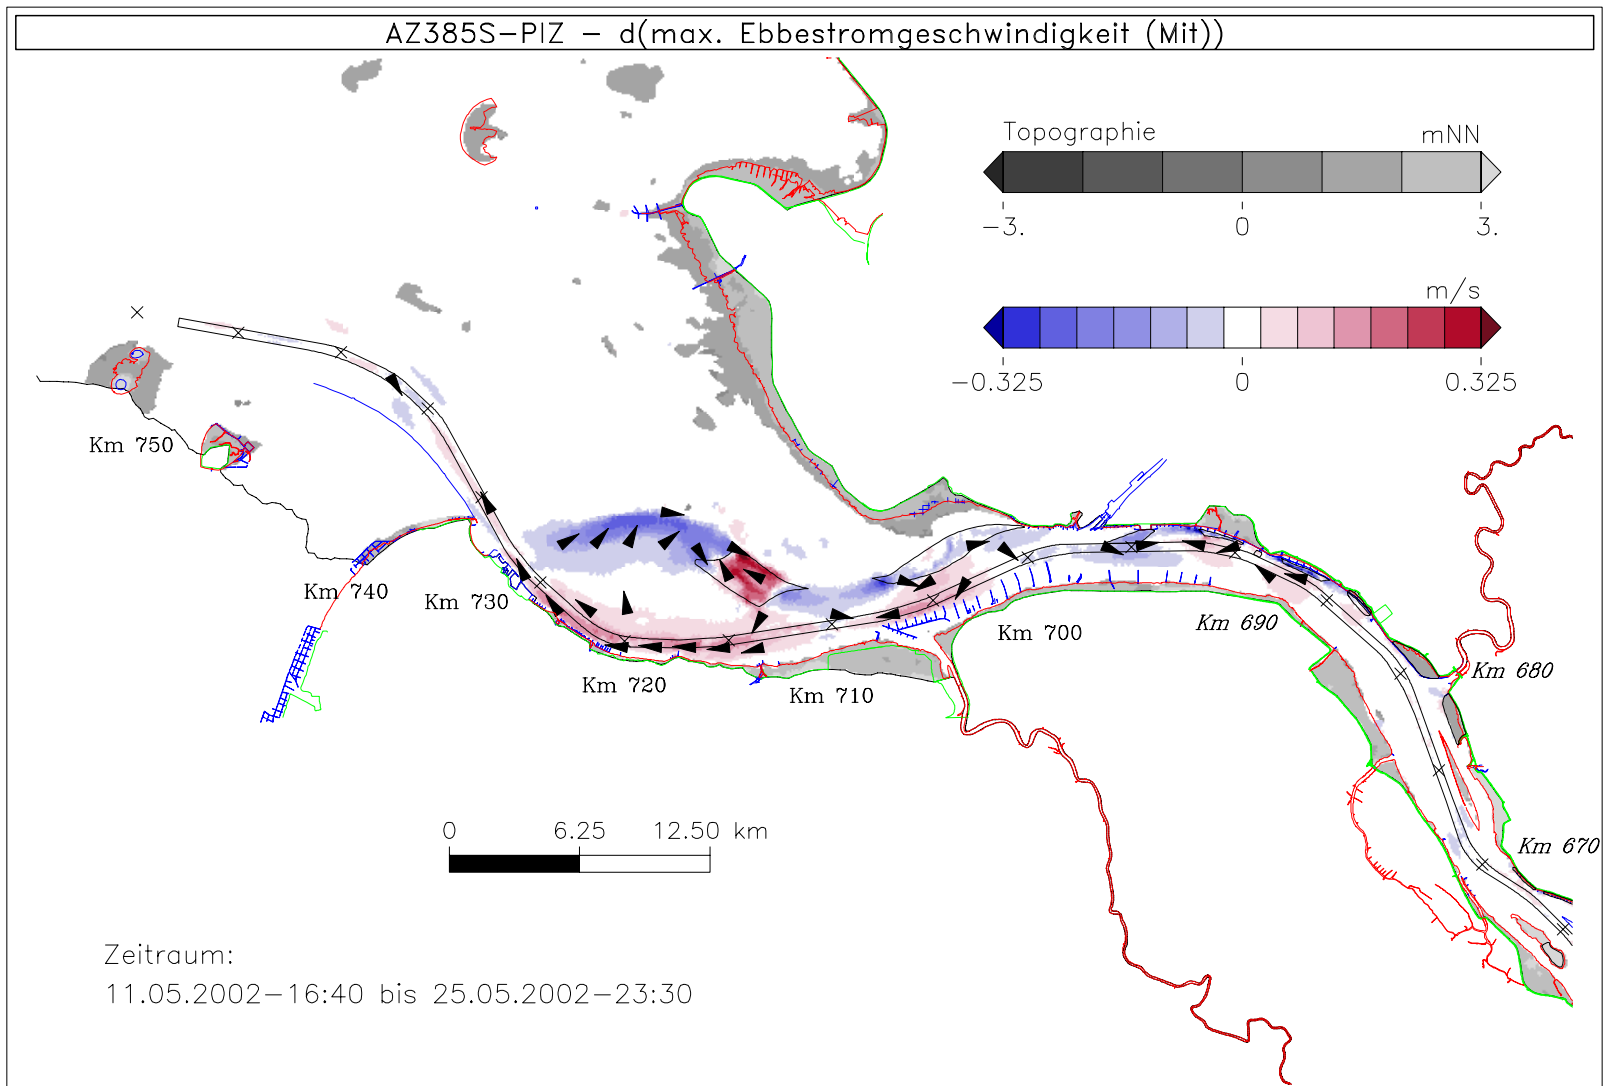 AZ385S-PIZ - d(max. Ebbestromgeschwindigkeit (Mit))
Topographie mNN
-3. 0 3.
m/s
-0.325 0 0.325
Km 750
Km 740
Km 730
Km 720
Km 710
Km 700
Km 690
Km 680
Km 670
0 6.25 12.50 km
Zeitraum:
11.05.2002-16:40 bis 25.05.2002-23:30